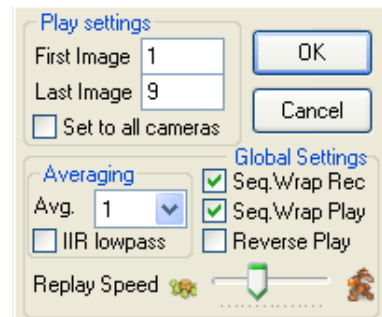 Play settings
First Image 1
OK
Last Image 9
Cancel
Set to all cameras
Global Settings
Averaging
Seq.Wrap Rec
Avg. 1
Seq.Wrap Play
IIR lowpass
Reverse Play
Replay Speed